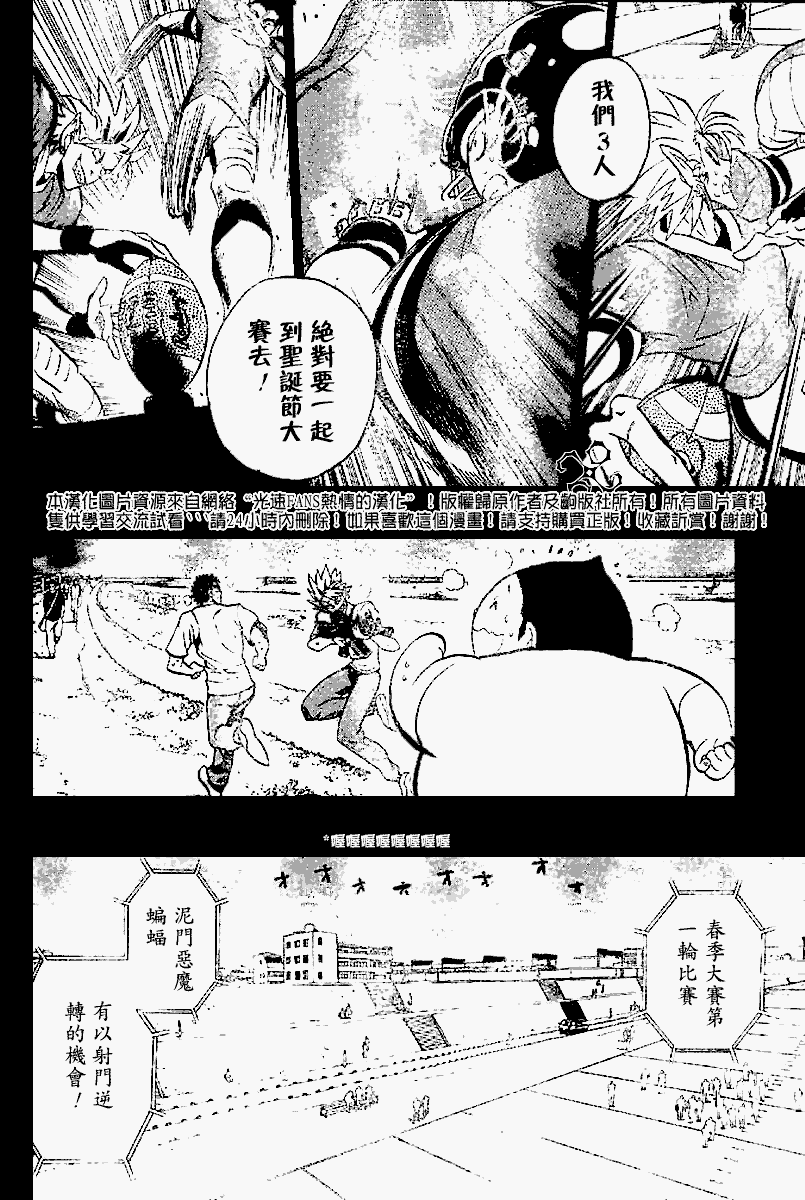 我們3人
絕對要一起
到聖誕節大
賽去！
本漢化圖片資源來自網絡“光速FANS熱情的漢化”！版權歸原作者及齣版社所有！所有圖片資料
隻供學習交流試看```請24小時內刪除！如果喜歡這個漫畫！請支持購買正版！收藏訢賞！謝謝！
*喔喔喔喔喔喔喔喔
春季大賽第
一輪比賽
泥門惡魔
蝙蝠
有以射門逆
轉的機會！